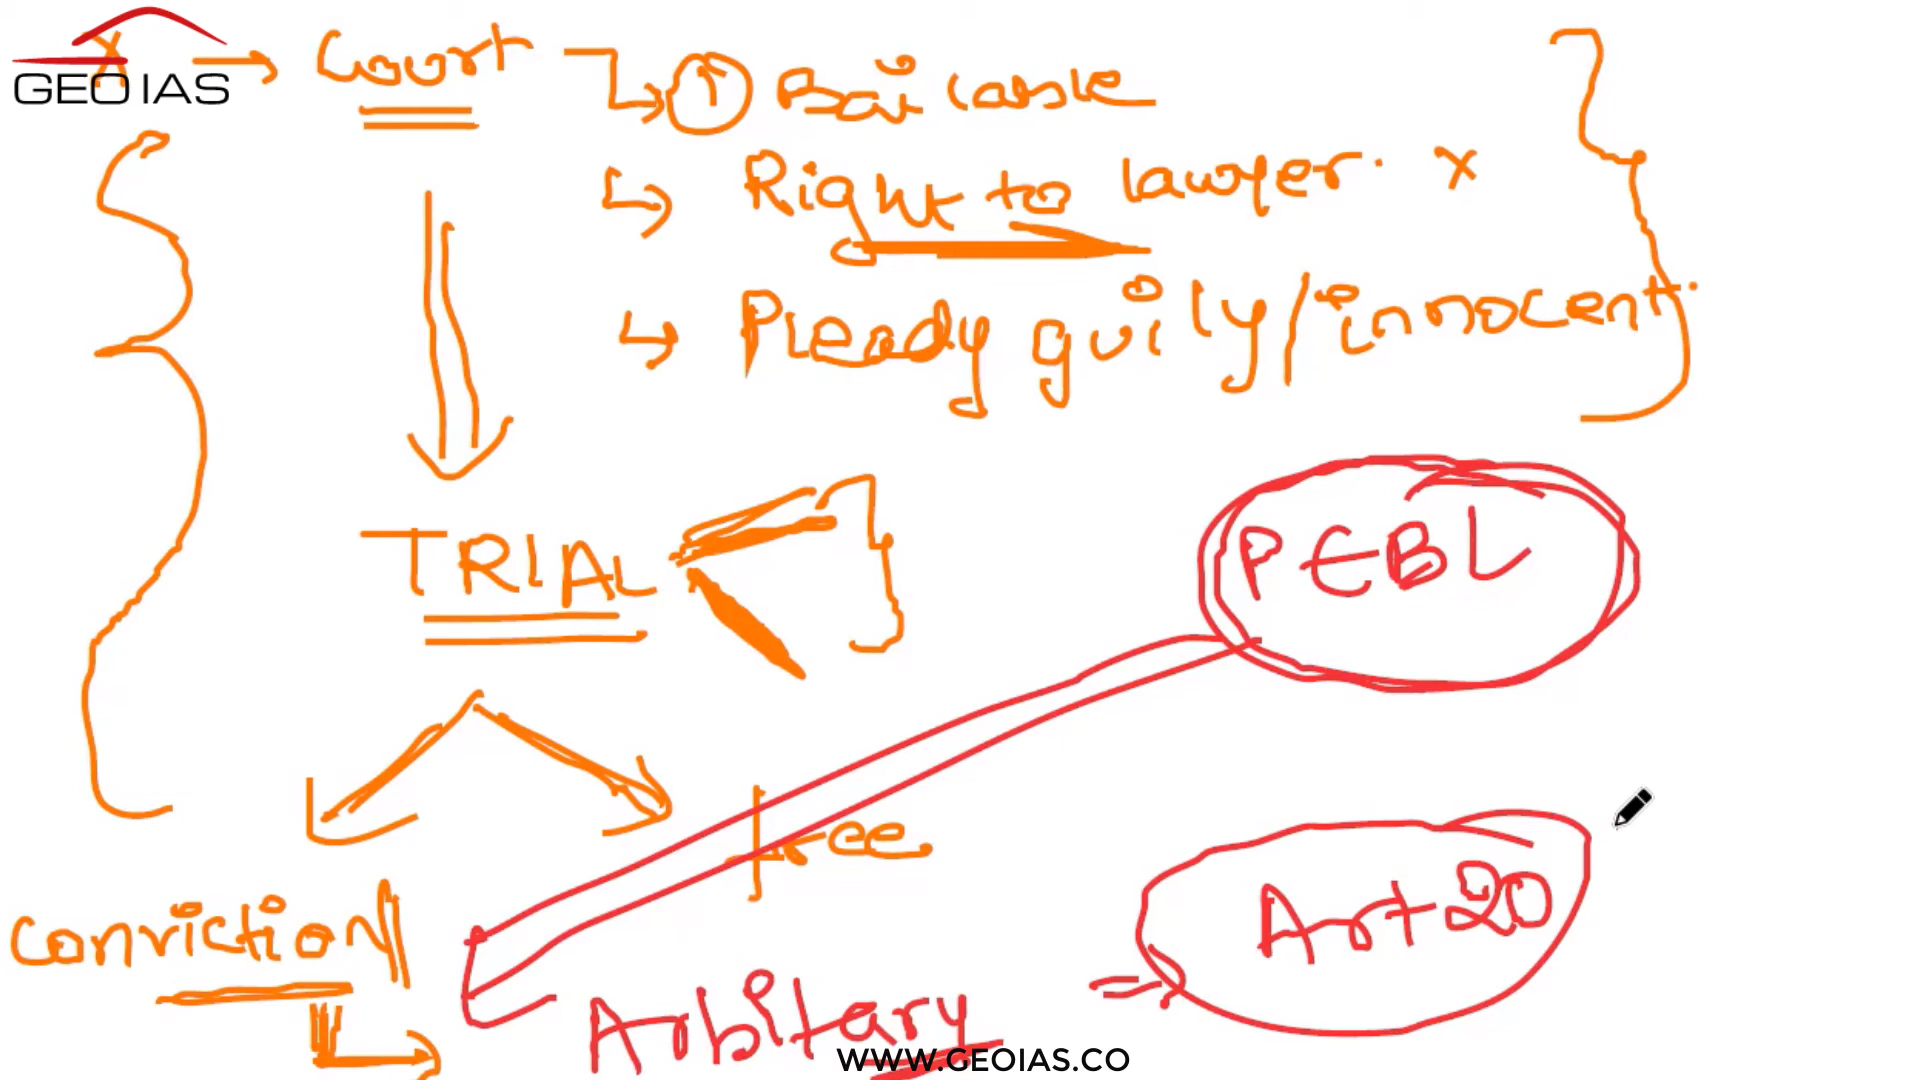 X → Court
GEO IAS
↑ Bailable
Right to lawyer. x
Pleady guily/innocent.
TRIAL
PEBL
free
Art 20
conviction
Arbitary
WWW.GEOIAS.CO